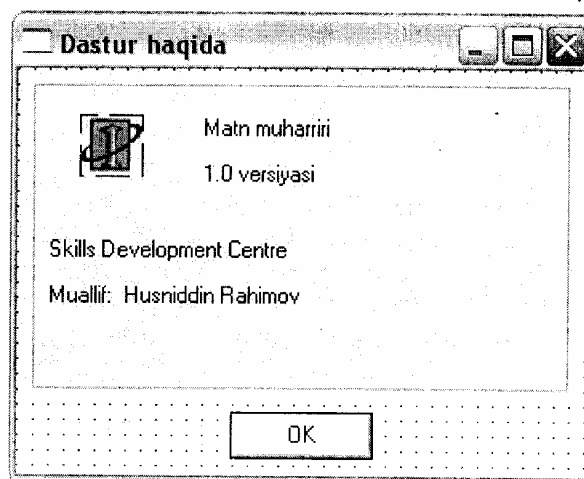 Dastur haqida
Matn muharriri
1.0 versiyasi
Skills Development Centre
Muallif: Husniddin Rahimov
OK